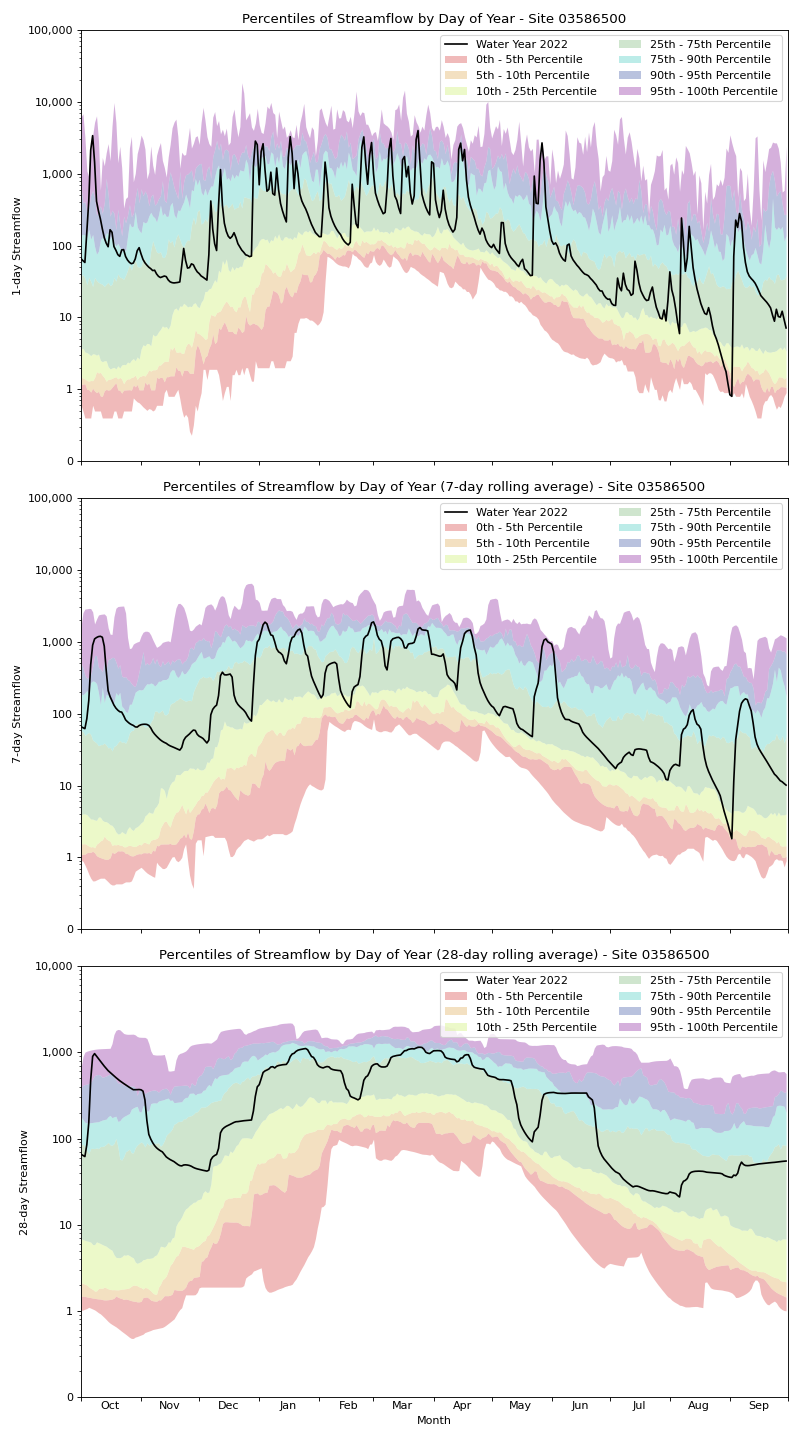 Percentiles of Streamflow by Day of Year - Site 03586500
100,000
10,000
1,000
100
10
1
0
1-day Streamflow
Water Year 2022
0th - 5th Percentile
5th - 10th Percentile
10th - 25th Percentile
25th - 75th Percentile
75th - 90th Percentile
90th - 95th Percentile
95th - 100th Percentile
Percentiles of Streamflow by Day of Year (7-day rolling average) - Site 03586500
100,000
10,000
1,000
100
10
1
0
7-day Streamflow
Water Year 2022
0th - 5th Percentile
5th - 10th Percentile
10th - 25th Percentile
25th - 75th Percentile
75th - 90th Percentile
90th - 95th Percentile
95th - 100th Percentile
Percentiles of Streamflow by Day of Year (28-day rolling average) - Site 03586500
10,000
1,000
100
10
1
0
28-day Streamflow
Water Year 2022
0th - 5th Percentile
5th - 10th Percentile
10th - 25th Percentile
25th - 75th Percentile
75th - 90th Percentile
90th - 95th Percentile
95th - 100th Percentile
Oct Nov Dec Jan Feb Mar Apr May Jun Jul Aug Sep
Month